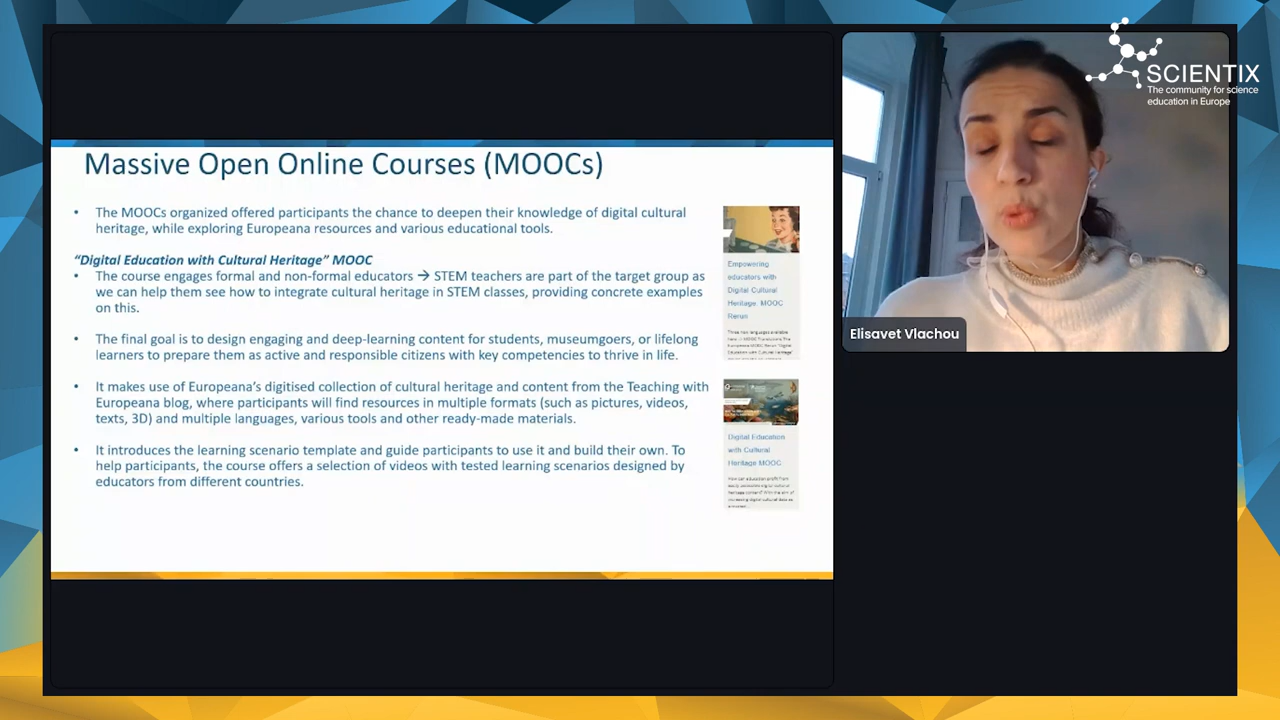 SCIENTIX
The community for science
education in Europe
Massive Open Online Courses (MOOCs)
• The MOOCs organized offered participants the chance to deepen their knowledge of digital cultural
heritage, while exploring Europeana resources and various educational tools.
“Digital Education with Cultural Heritage” MOOC
• The course engages formal and non-formal educators → STEM teachers are part of the target group as
we can help them see how to integrate cultural heritage in STEM classes, providing concrete examples
on this.
• The final goal is to design engaging and deep-learning content for students, museumgoers, or lifelong
learners to prepare them as active and responsible citizens with key competencies to thrive in life.
• It makes use of Europeana’s digitised collection of cultural heritage and content from the Teaching with
Europeana blog, where participants will find resources in multiple formats (such as pictures, videos,
texts, 3D) and multiple languages, various tools and other ready-made materials.
• It introduces the learning scenario template and guide participants to use it and build their own. To
help participants, the course offers a selection of videos with tested learning scenarios designed by
educators from different countries.
Empowering
educators with
Digital Cultural
Heritage: MOOC
Rerun
Digital Education
with Cultural
Heritage MOOC
Elisavet Vlachou